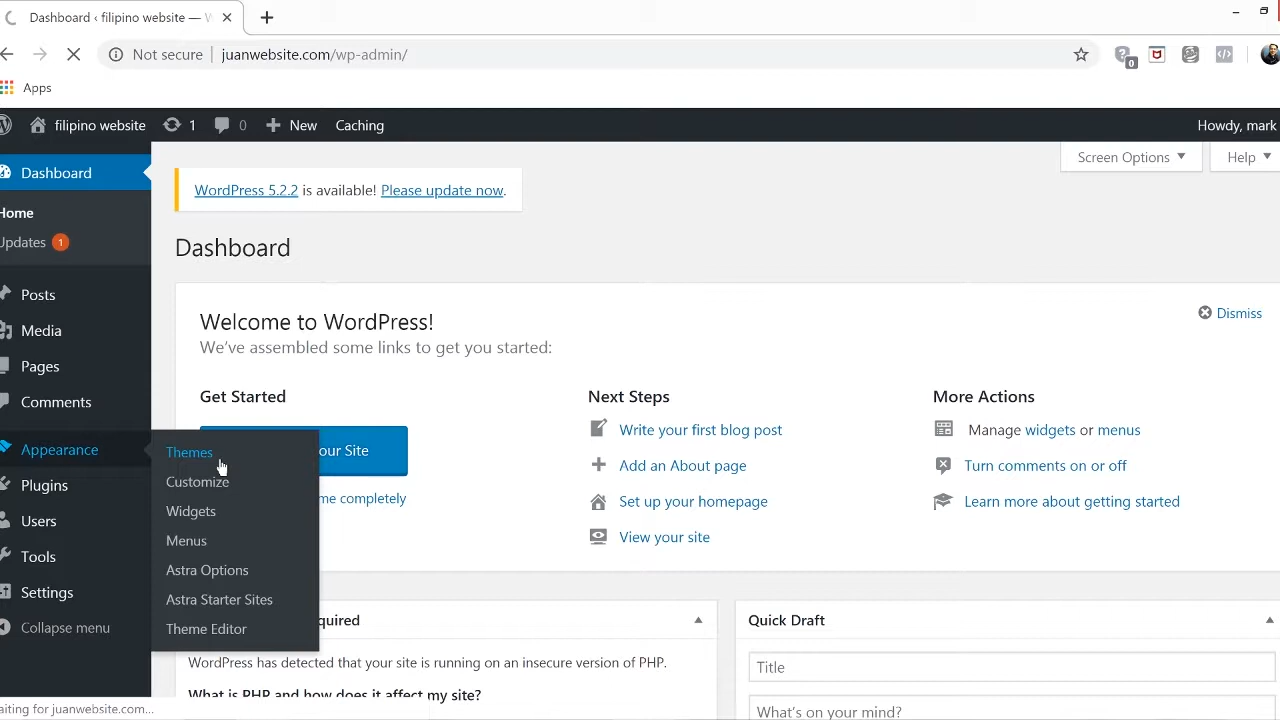 Dashboard ‹ filipino website —
Not secure juanwebsite.com/wp-admin/
0
Apps
filipino website 1 0 New Caching Howdy, mark
Dashboard
Screen Options Help
WordPress 5.2.2 is available! Please update now.
Home
Updates 1
Dashboard
Posts
Media
Pages
Comments
Appearance
Plugins
Users
Tools
Settings
Collapse menu
Themes
Customize
Widgets
Menus
Astra Options
Astra Starter Sites
Theme Editor
Welcome to WordPress!
We've assembled some links to get you started:
Dismiss
Get Started
our Site
me completely
Next Steps
Write your first blog post
Add an About page
Set up your homepage
View your site
More Actions
Manage widgets or menus
Turn comments on or off
Learn more about getting started
quired
WordPress has detected that your site is running on an insecure version of PHP.
What is PHP and how does it affect my site?
Quick Draft
Title
What's on your mind?
aiting for juanwebsite.com...